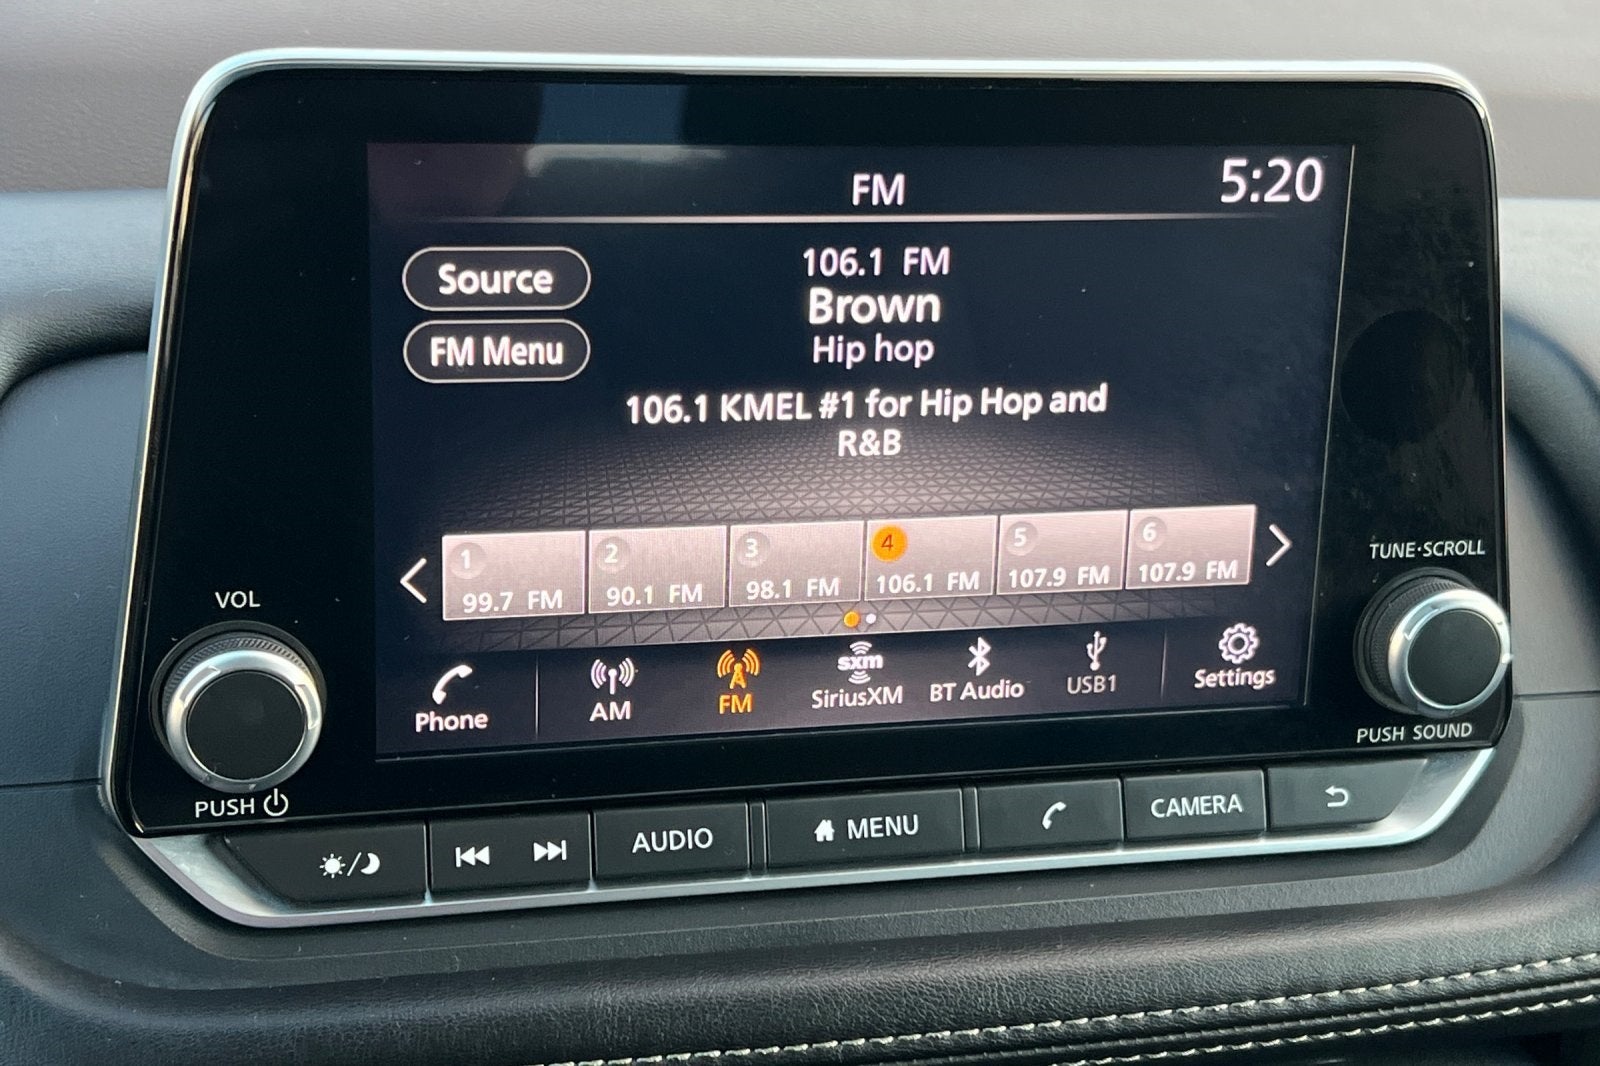 FM
5:20
Source
FM Menu
106.1 FM
Brown
Hip hop
106.1 KMEL #1 for Hip Hop and
R&B
1
99.7 FM
2
90.1 FM
3
98.1 FM
4
106.1 FM
5
107.9 FM
6
107.9 FM
Phone
AM
FM
sxm
SiriusXM
BT Audio
USB1
Settings
VOL
PUSH
TUNE·SCROLL
PUSH SOUND
AUDIO
MENU
CAMERA